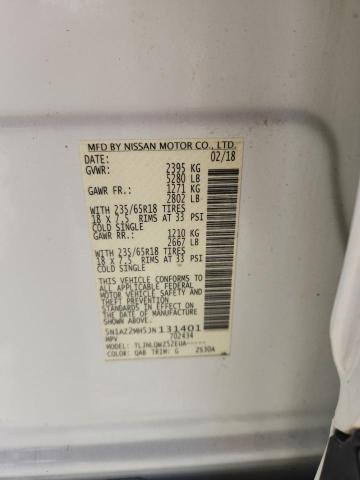 MFD BY NISSAN MOTOR CO., LTD.
DATE: 02/18
GVWR: 2395 KG
5280 LB
GAWR FR.: 1271 KG
2802 LB
WITH 235/65R18 TIRES
18 X 7.5 RIMS AT 33 PSI
COLD SINGLE
GAWR RR.: 1210 KG
2667 LB
WITH 235/65R18 TIRES
18 X 7.5 RIMS AT 33 PSI
COLD SINGLE
THIS VEHICLE CONFORMS TO
ALL APPLICABLE FEDERAL
MOTOR VEHICLE SAFETY
AND THEFT PREVENTION
STANDARDS IN EFFECT ON
THE DATE OF MANUFACTURE
SHOWN ABOVE.
5N1AZ2MH5JN131401
MPV 702434
TLJNLQWZ52EUA-----
COLOR: QAB TRIM: G 2630A